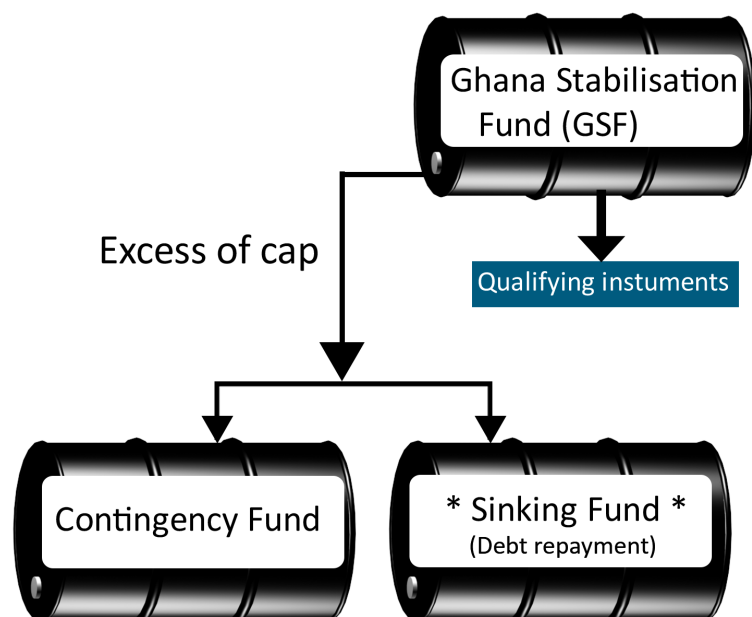 Ghana Stabilisation
Fund (GSF)
Excess of cap
Qualifying instuments
Contingency Fund
* Sinking Fund *
(Debt repayment)